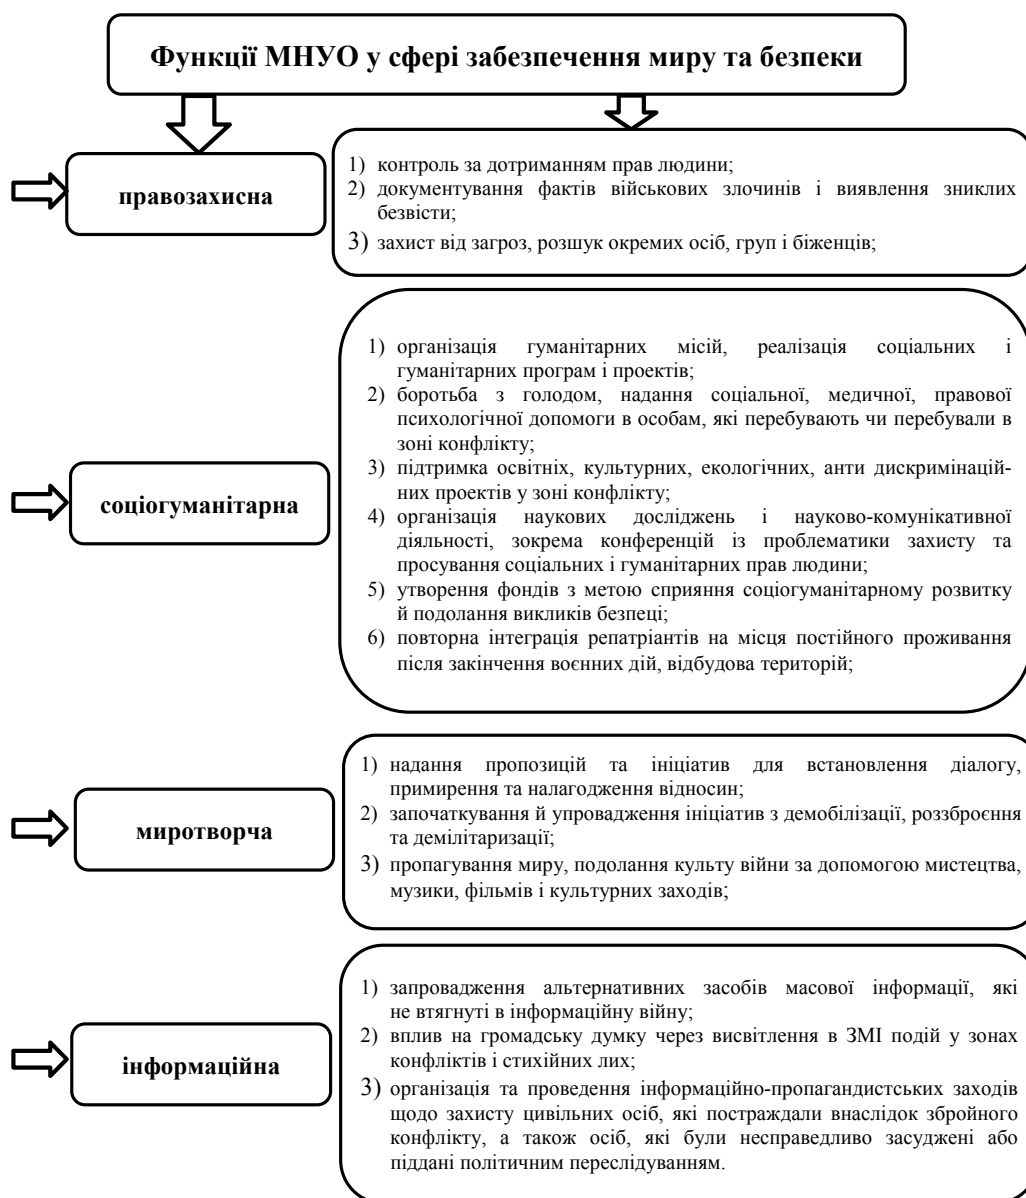 Функції МНУО у сфері забезпечення миру та безпеки
правозахисна
1) контроль за дотриманням прав людини;
2) документування фактів військових злочинів і виявлення зниклих
безвісти;
3) захист від загроз, розшук окремих осіб, груп і біженців;
соціогуманітарна
1) організація гуманітарних місій, реалізація соціальних і
гуманітарних програм і проектів;
2) боротьба з голодом, надання соціальної, медичної, правової
психологічної допомоги в особам, які перебувають чи перебували в
зоні конфлікту;
3) підтримка освітніх, культурних, екологічних, анти дискримінацій-
них проектів у зоні конфлікту;
4) організація наукових досліджень і науково-комунікативної
діяльності, зокрема конференцій із проблематики захисту та
просування соціальних і гуманітарних прав людини;
5) утворення фондів з метою сприяння соціогуманітарному розвитку
й подолання викликів безпеці;
6) повторна інтеграція репатріантів на місця постійного проживання
після закінчення воєнних дій, відбудова територій;
миротворча
1) надання пропозицій та ініціатив для встановлення діалогу,
примирення та налагодження відносин;
2) започаткування й упровадження ініціатив з демобілізації, роззброєння
та демілітаризації;
3) пропагування миру, подолання культу війни за допомогою мистецтва,
музики, фільмів і культурних заходів;
інформаційна
1) запровадження альтернативних засобів масової інформації, які
не втягнуті в інформаційну війну;
2) вплив на громадську думку через висвітлення в ЗМІ подій у зонах
конфліктів і стихійних лих;
3) організація та проведення інформаційно-пропагандистських заходів
щодо захисту цивільних осіб, які постраждали внаслідок збройного
конфлікту, а також осіб, які були несправедливо засуджені або
піддані політичним переслідуванням.